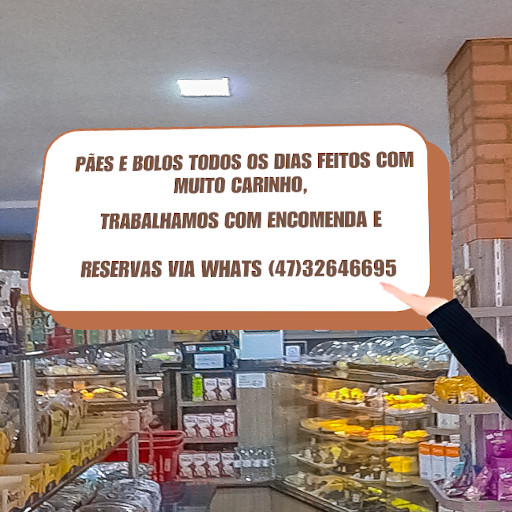 PÃES E BOLOS TODOS OS DIAS FEITOS COM
MUITO CARINHO,
TRABALHAMOS COM ENCOMENDA E
RESERVAS VIA WHATS (47)32646695